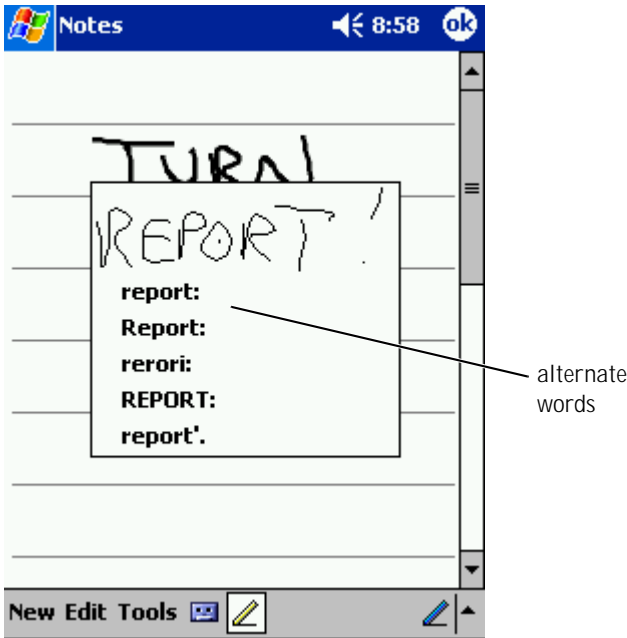 Notes 8:58 ok
TURN
REPORT!
report:
Report:
rerori:
REPORT:
report'.
alternate
words
New Edit Tools